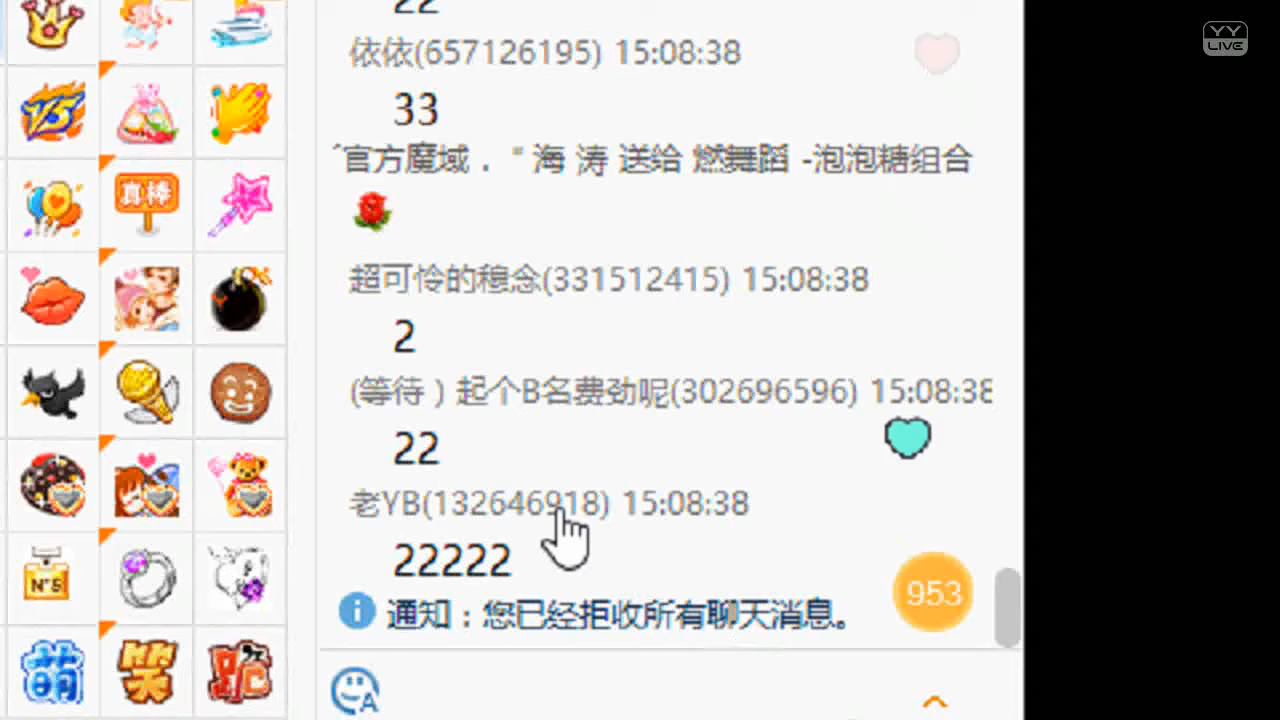 22
YY
LIVE
依依(657126195) 15:08:38
33
´官方魔域． " 海 涛 送给 燃舞蹈 -泡泡糖组合
真棒
超可怜的穆念(331512415) 15:08:38
2
(等待 ) 起个B名费劲呢(302696596) 15:08:38
22
老YB(132646918) 15:08:38
22222
N°5
953
通知：您已经拒收所有聊天消息。
萌
笑
跪
A